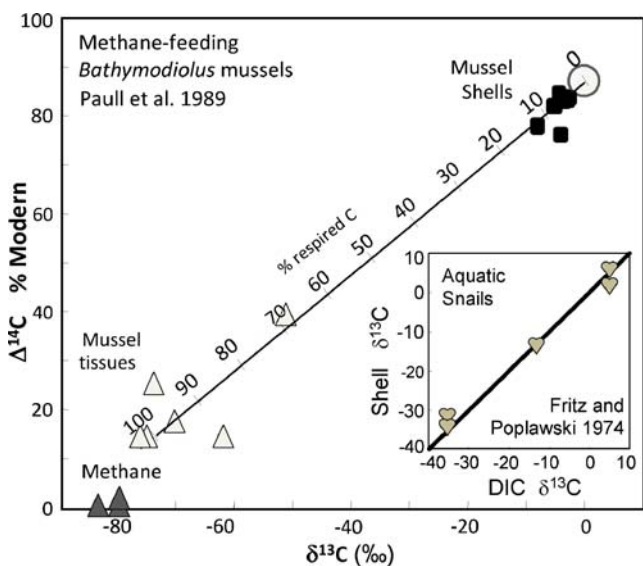 Methane-feeding
Bathymodiolus mussels
Paull et al. 1989
Mussel
Shells
0
10
20
30
40
50
60
70
80
90
100
% respired C
Mussel
tissues
Methane
100
80
60
40
20
0
Δ14C % Modern
-80
-60
-40
-20
0
δ13C (‰)
Aquatic
Snails
Fritz and
Poplawski 1974
10
0
-10
-20
-30
-40
Shell δ13C
-40 -30 -20 -10 0 10
DIC δ13C